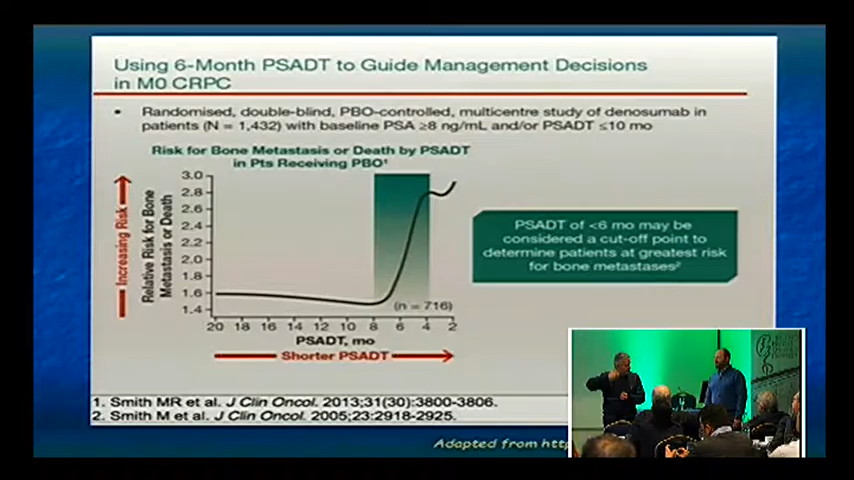 Using 6-Month PSADT to Guide Management Decisions
in M0 CRPC
• Randomised, double-blind, PBO-controlled, multicentre study of denosumab in
patients (N = 1,432) with baseline PSA ≥8 ng/mL and/or PSADT ≤10 mo
Risk for Bone Metastasis or Death by PSADT
in Pts Receiving PBO¹
Increasing Risk
Relative Risk for Bone
Metastasis or Death
3.0
2.8
2.6
2.4
2.2
2.0
1.8
1.6
1.4
(n = 716)
20 18 16 14 12 10 8 6 4 2
PSADT, mo
Shorter PSADT
PSADT of <6 mo may be
considered a cut-off point to
determine patients at greatest risk
for bone metastases²
1. Smith MR et al. J Clin Oncol. 2013;31(30):3800-3806.
2. Smith M et al. J Clin Oncol. 2005;23:2918-2925.
Adapted from http